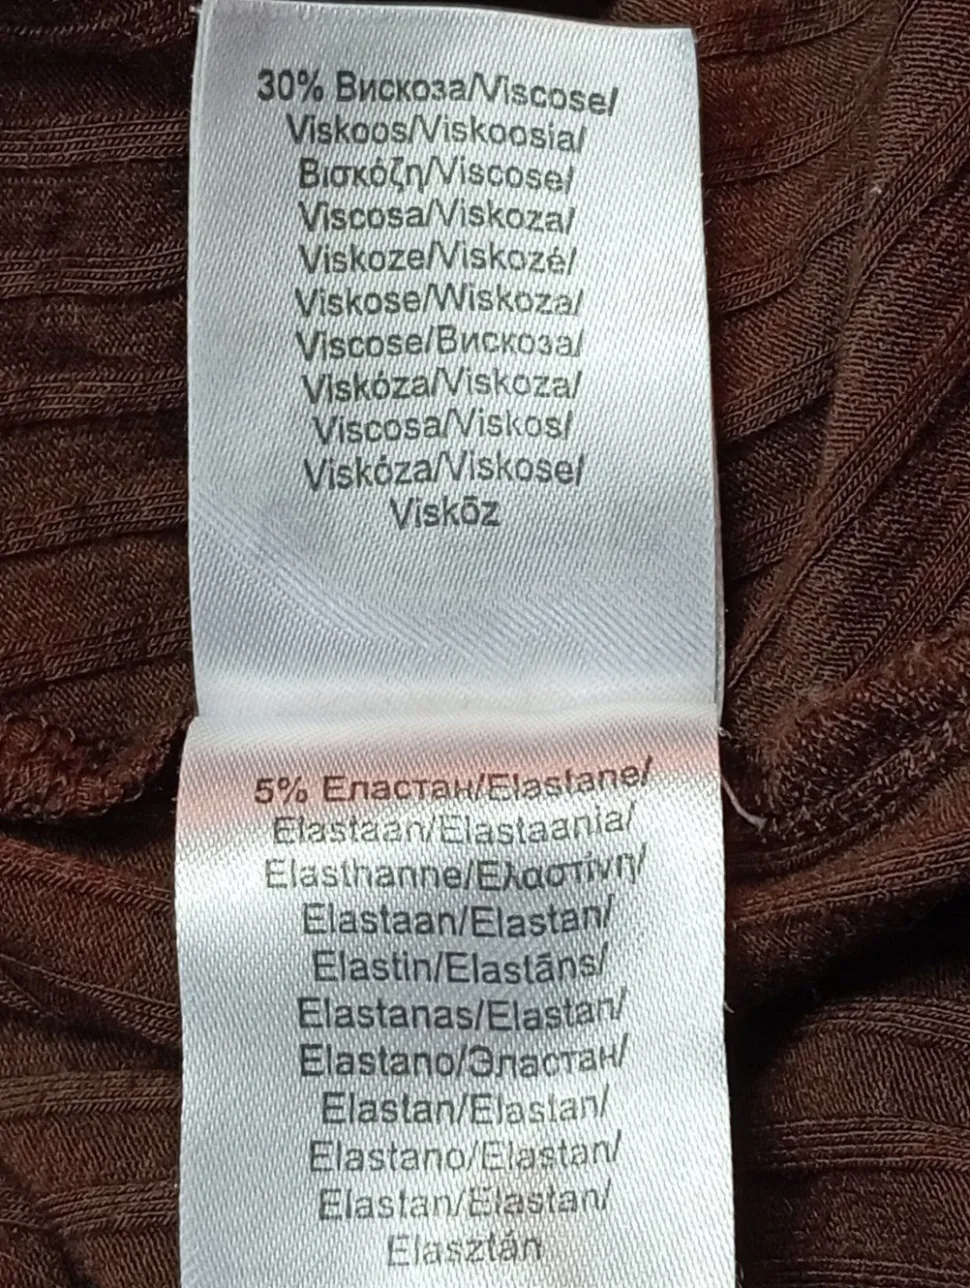 30% Вискоза/Viscose/
Viskoos/Viskoosia/
Βισκόζη/Viscose/
Viscosa/Viskoza/
Viskoze/Viskozé/
Viskose/Wiskoza/
Viscose/Вискоза/
Viskóza/Viskoza/
Viscosa/Viskos/
Viskóza/Viskose/
Viskōz
5% Еластан/Elastane/
Elastaan/Elastaania/
Elasthanne/Ελαστίνη/
Elastaan/Elastan/
Elastin/Elastāns/
Elastanas/Elastan/
Elastano/Эластан/
Elastan/Elastan/
Elastano/Elastan/
Elastan/Elastan/
Elasztán